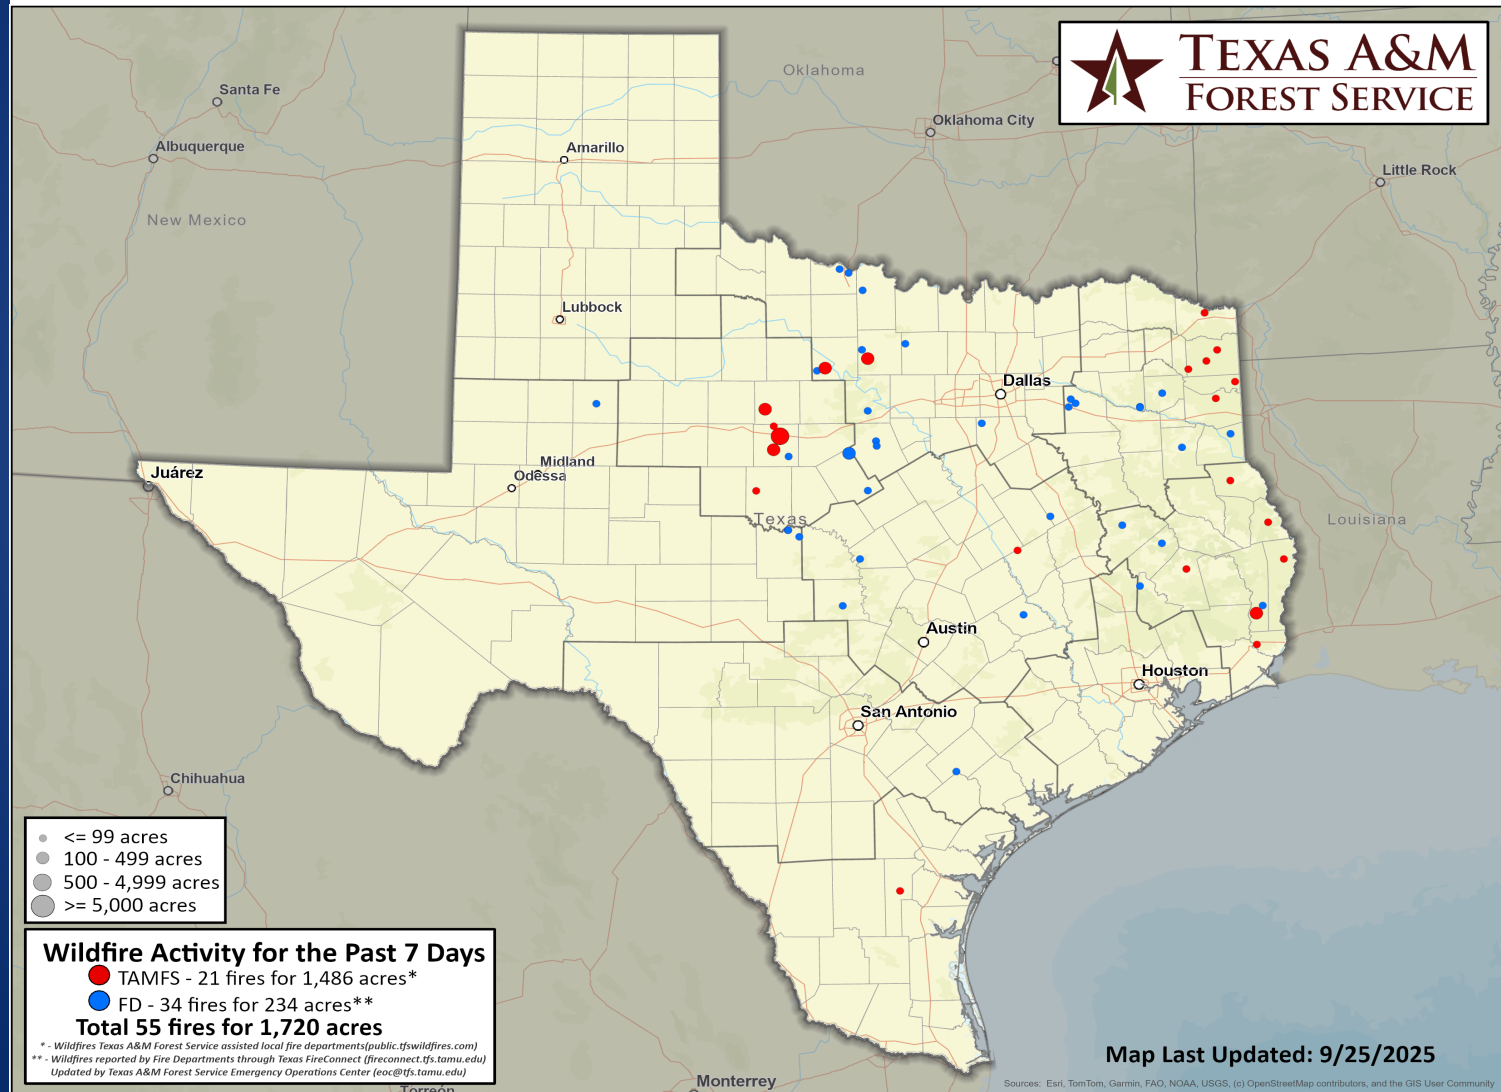 TEXAS A&M
FOREST SERVICE
Oklahoma
Santa Fe
Oklahoma City
Albuquerque
Amarillo
Little Rock
New Mexico
Lubbock
Dallas
Midland
Odessa
Juárez
Texas
Louisiana
Austin
Houston
San Antonio
Chihuahua
<= 99 acres
100 - 499 acres
500 - 4,999 acres
>= 5,000 acres
Wildfire Activity for the Past 7 Days
TAMFS - 21 fires for 1,486 acres*
FD - 34 fires for 234 acres**
Total 55 fires for 1,720 acres
* - Wildfires Texas A&M Forest Service assisted local fire departments(public.tfswildfires.com)
** - Wildfires reported by Fire Departments through Texas FireConnect (fireconnect.tfs.tamu.edu)
Updated by Texas A&M Forest Service Emergency Operations Center (eoc@tfs.tamu.edu)
Map Last Updated: 9/25/2025
Monterrey
Torreón
Sources: Esri, TomTom, Garmin, FAO, NOAA, USGS, (c) OpenStreetMap contributors, and the GIS User Community